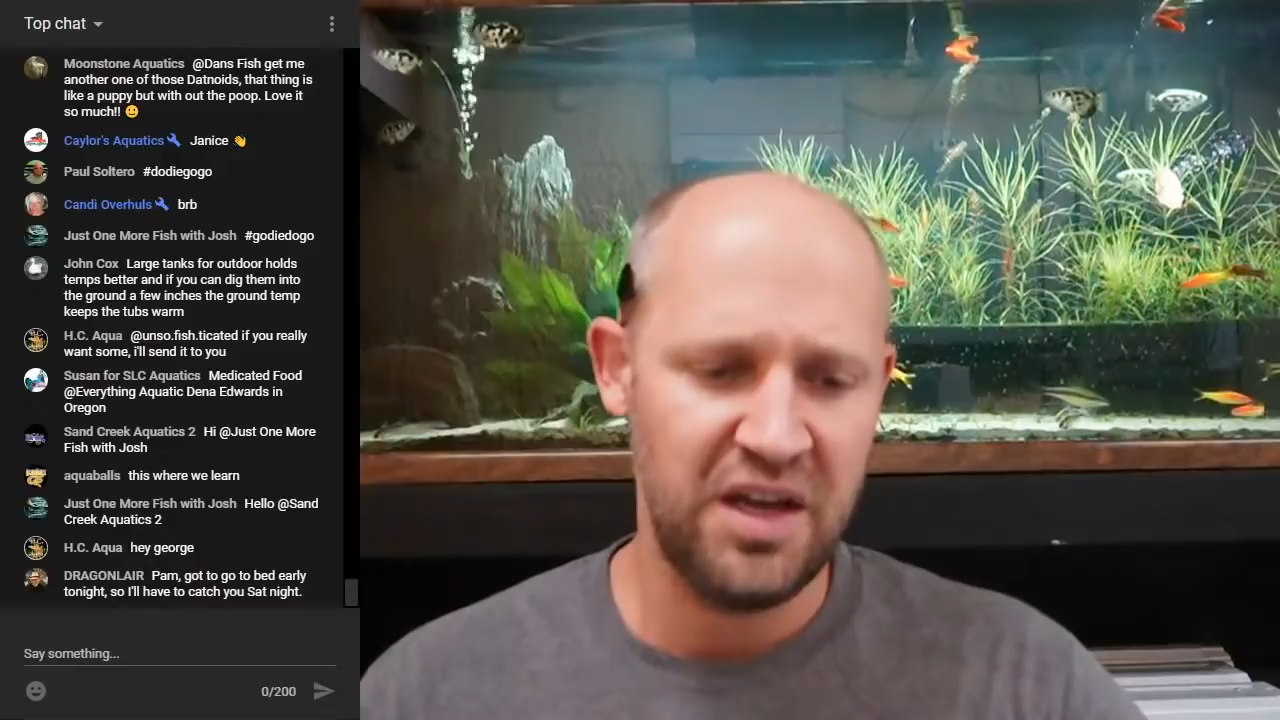 Top chat
Moonstone Aquatics @Dans Fish get me
another one of those Datnoids, that thing is
like a puppy but with out the poop. Love it
so much!! 🙂
Caylor's Aquatics Janice 👋
Paul Soltero #dodiegogo
Candi Overhuls brb
Just One More Fish with Josh #godiedogo
John Cox Large tanks for outdoor holds
temps better and if you can dig them into
the ground a few inches the ground temp
keeps the tubs warm
H.C. Aqua @unso.fish.ticated if you really
want some, i'll send it to you
Susan for SLC Aquatics Medicated Food
@Everything Aquatic Dena Edwards in
Oregon
Sand Creek Aquatics 2 Hi @Just One More
Fish with Josh
aquaballs this where we learn
Just One More Fish with Josh Hello @Sand
Creek Aquatics 2
H.C. Aqua hey george
DRAGONLAIR Pam, got to go to bed early
tonight, so I'll have to catch you Sat night.
Say something...
0/200